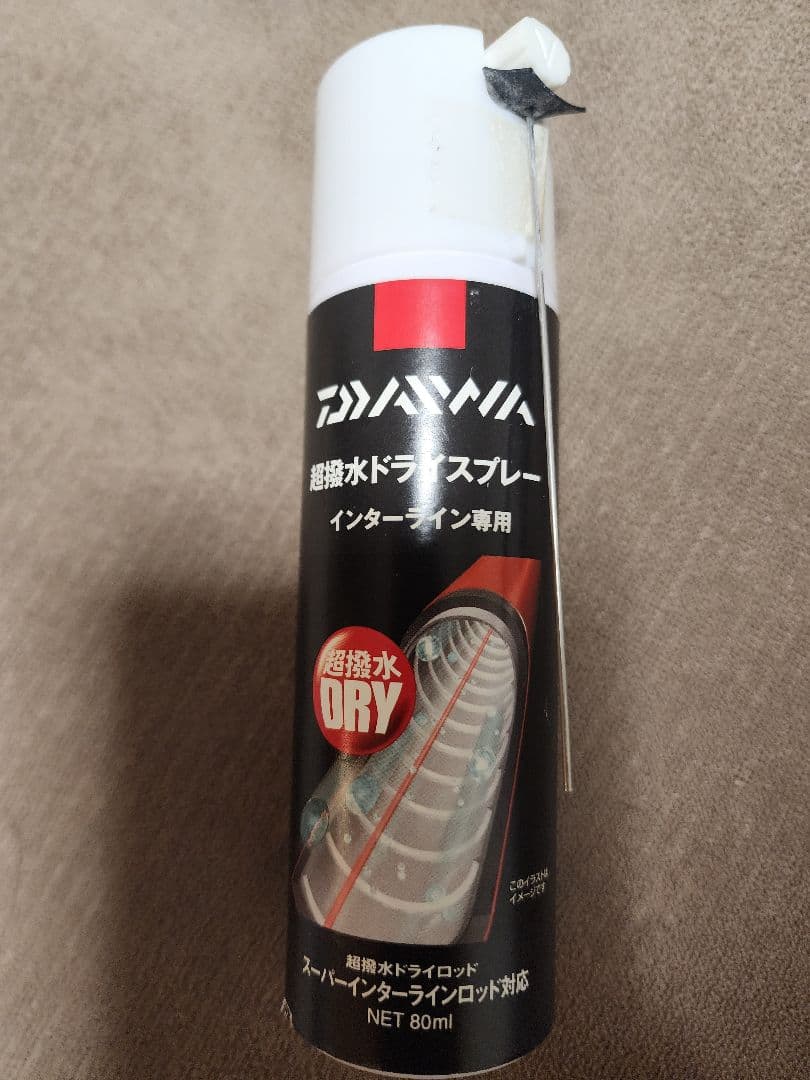 DAIWA
超撥水ドライスプレー
インターライン専用
超撥水
DRY
このイラストは
イメージです
超撥水ドライロッド
スーパーインターラインロッド対応
NET 80ml